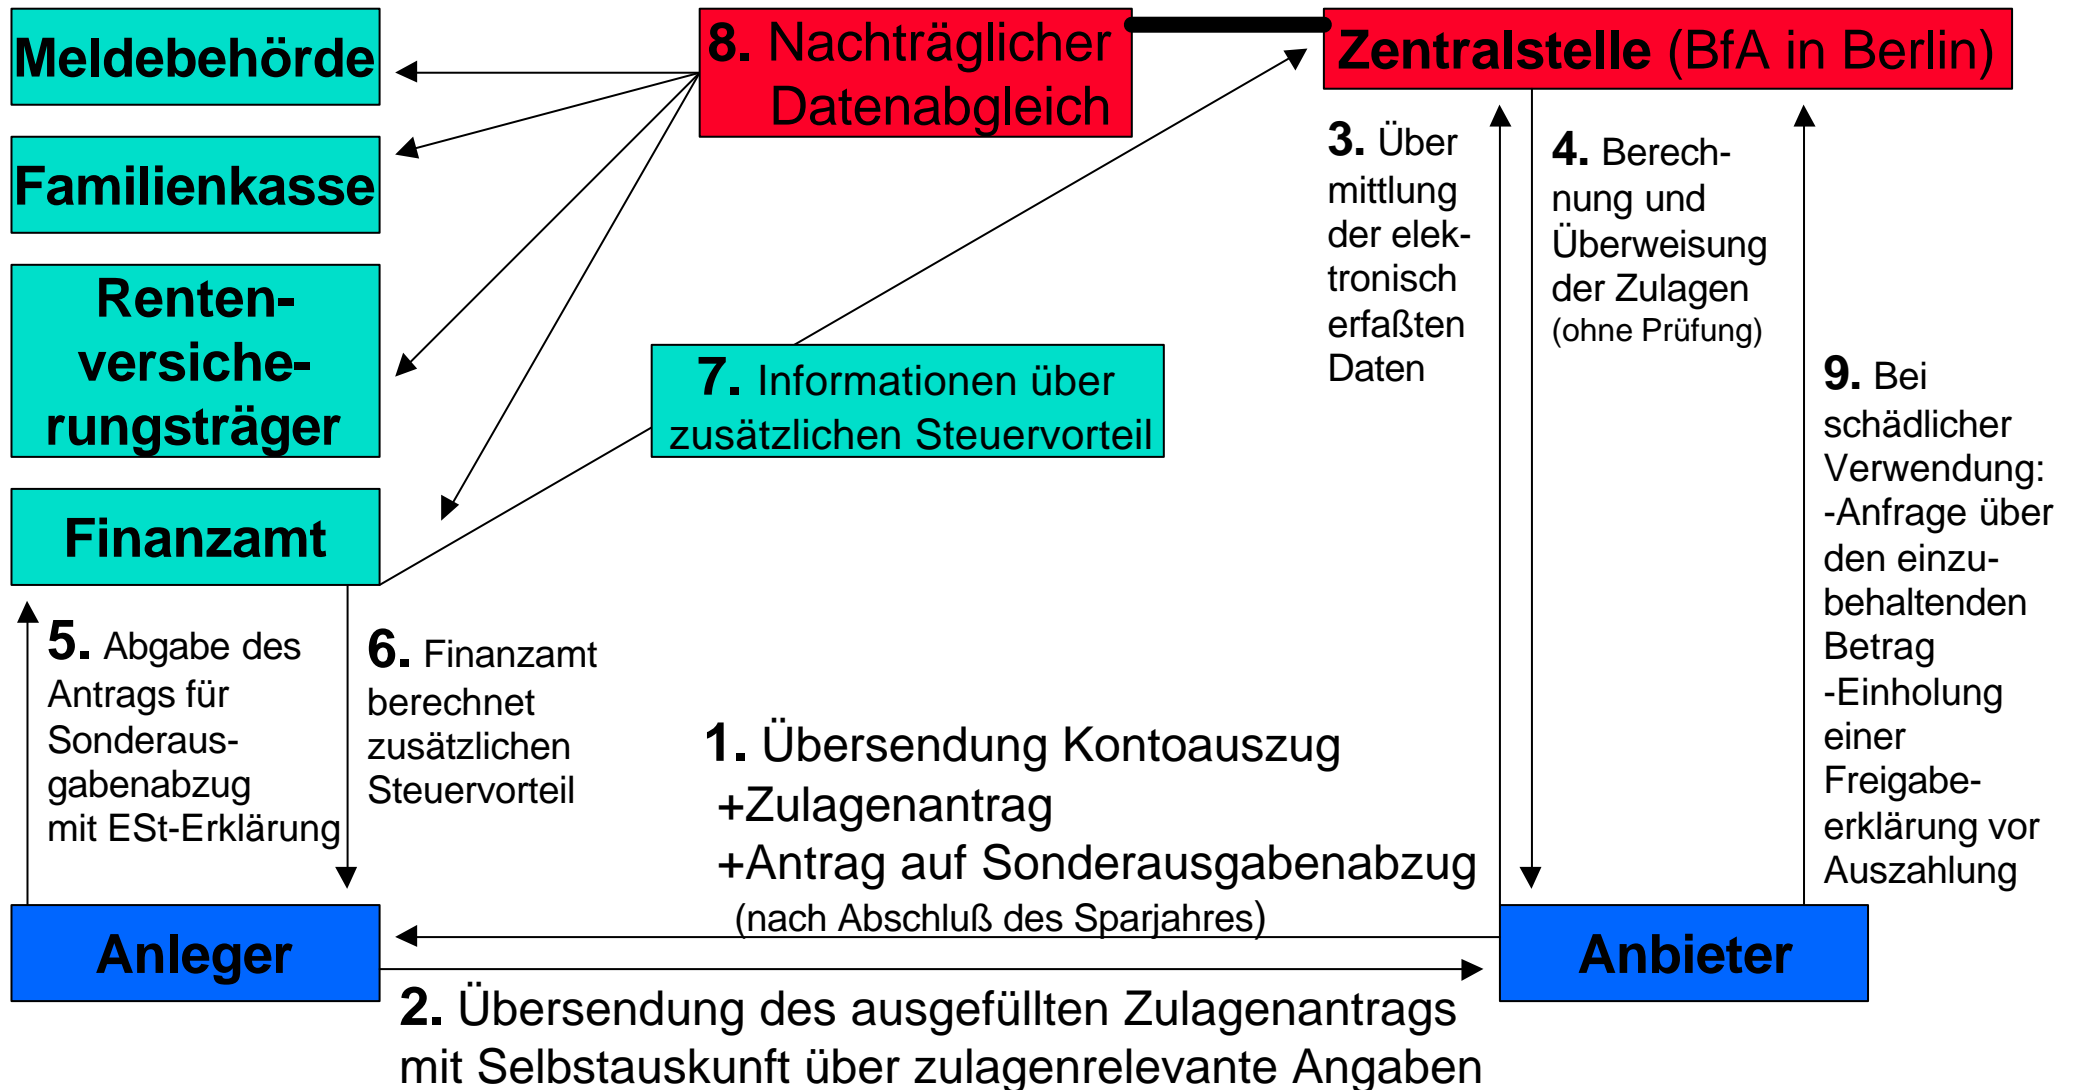 Meldebehörde
8. Nachträglicher
Datenabgleich
Zentralstelle (BfA in Berlin)
Familienkasse
Renten-
versiche-
rungsträger
3. Über
mittlung
der elek-
tronisch
erfaßten
Daten
4. Berech-
nung und
Überweisung
der Zulagen
(ohne Prüfung)
7. Informationen über
zusätzlichen Steuervorteil
9. Bei
schädlicher
Verwendung:
-Anfrage über
den einzu-
behaltenden
Betrag
-Einholung
einer
Freigabe-
erklärung vor
Auszahlung
Finanzamt
5. Abgabe des
Antrags für
Sonderaus-
gabenabzug
mit ESt-Erklärung
6. Finanzamt
berechnet
zusätzlichen
Steuervorteil
1. Übersendung Kontoauszug
+Zulagenantrag
+Antrag auf Sonderausgabenabzug
(nach Abschluß des Sparjahres)
Anleger
Anbieter
2. Übersendung des ausgefüllten Zulagenantrags
mit Selbstauskunft über zulagenrelevante Angaben